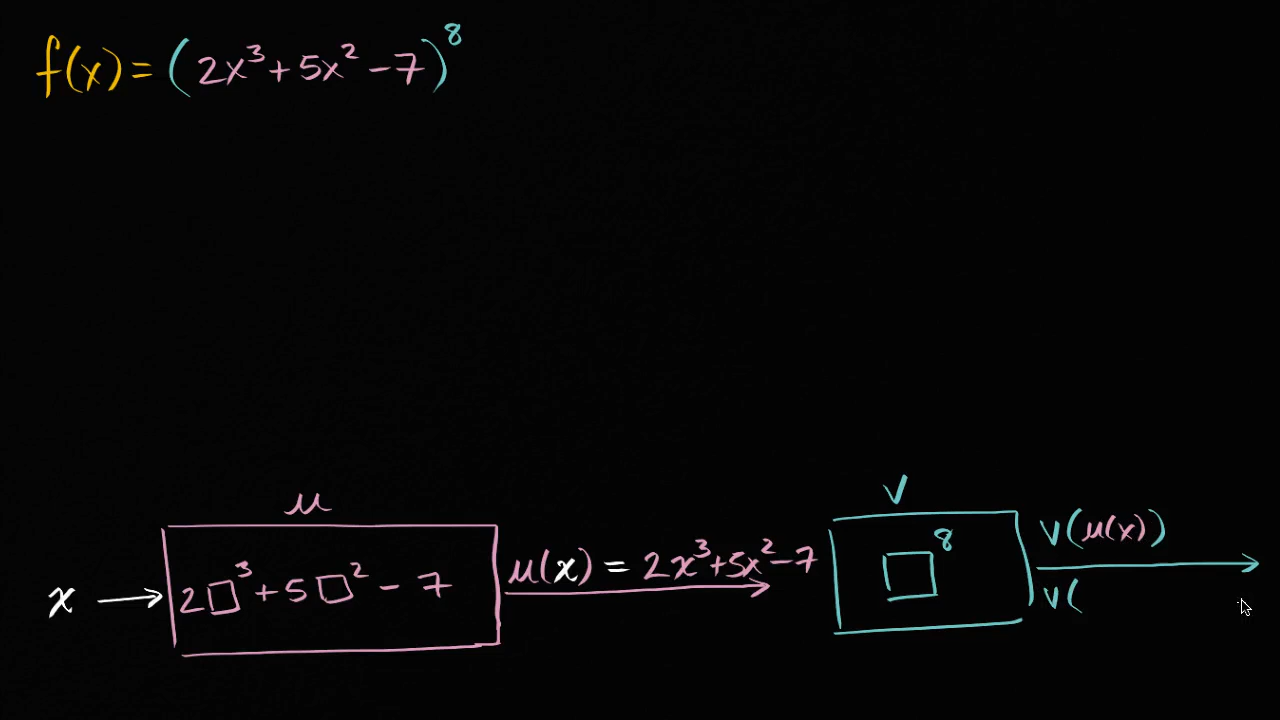 f(x) = (2x³ + 5x² - 7)⁸
u
v
x → 2□³ + 5□² - 7
u(x) = 2x³ + 5x² - 7
□⁸
v(u(x))
v(